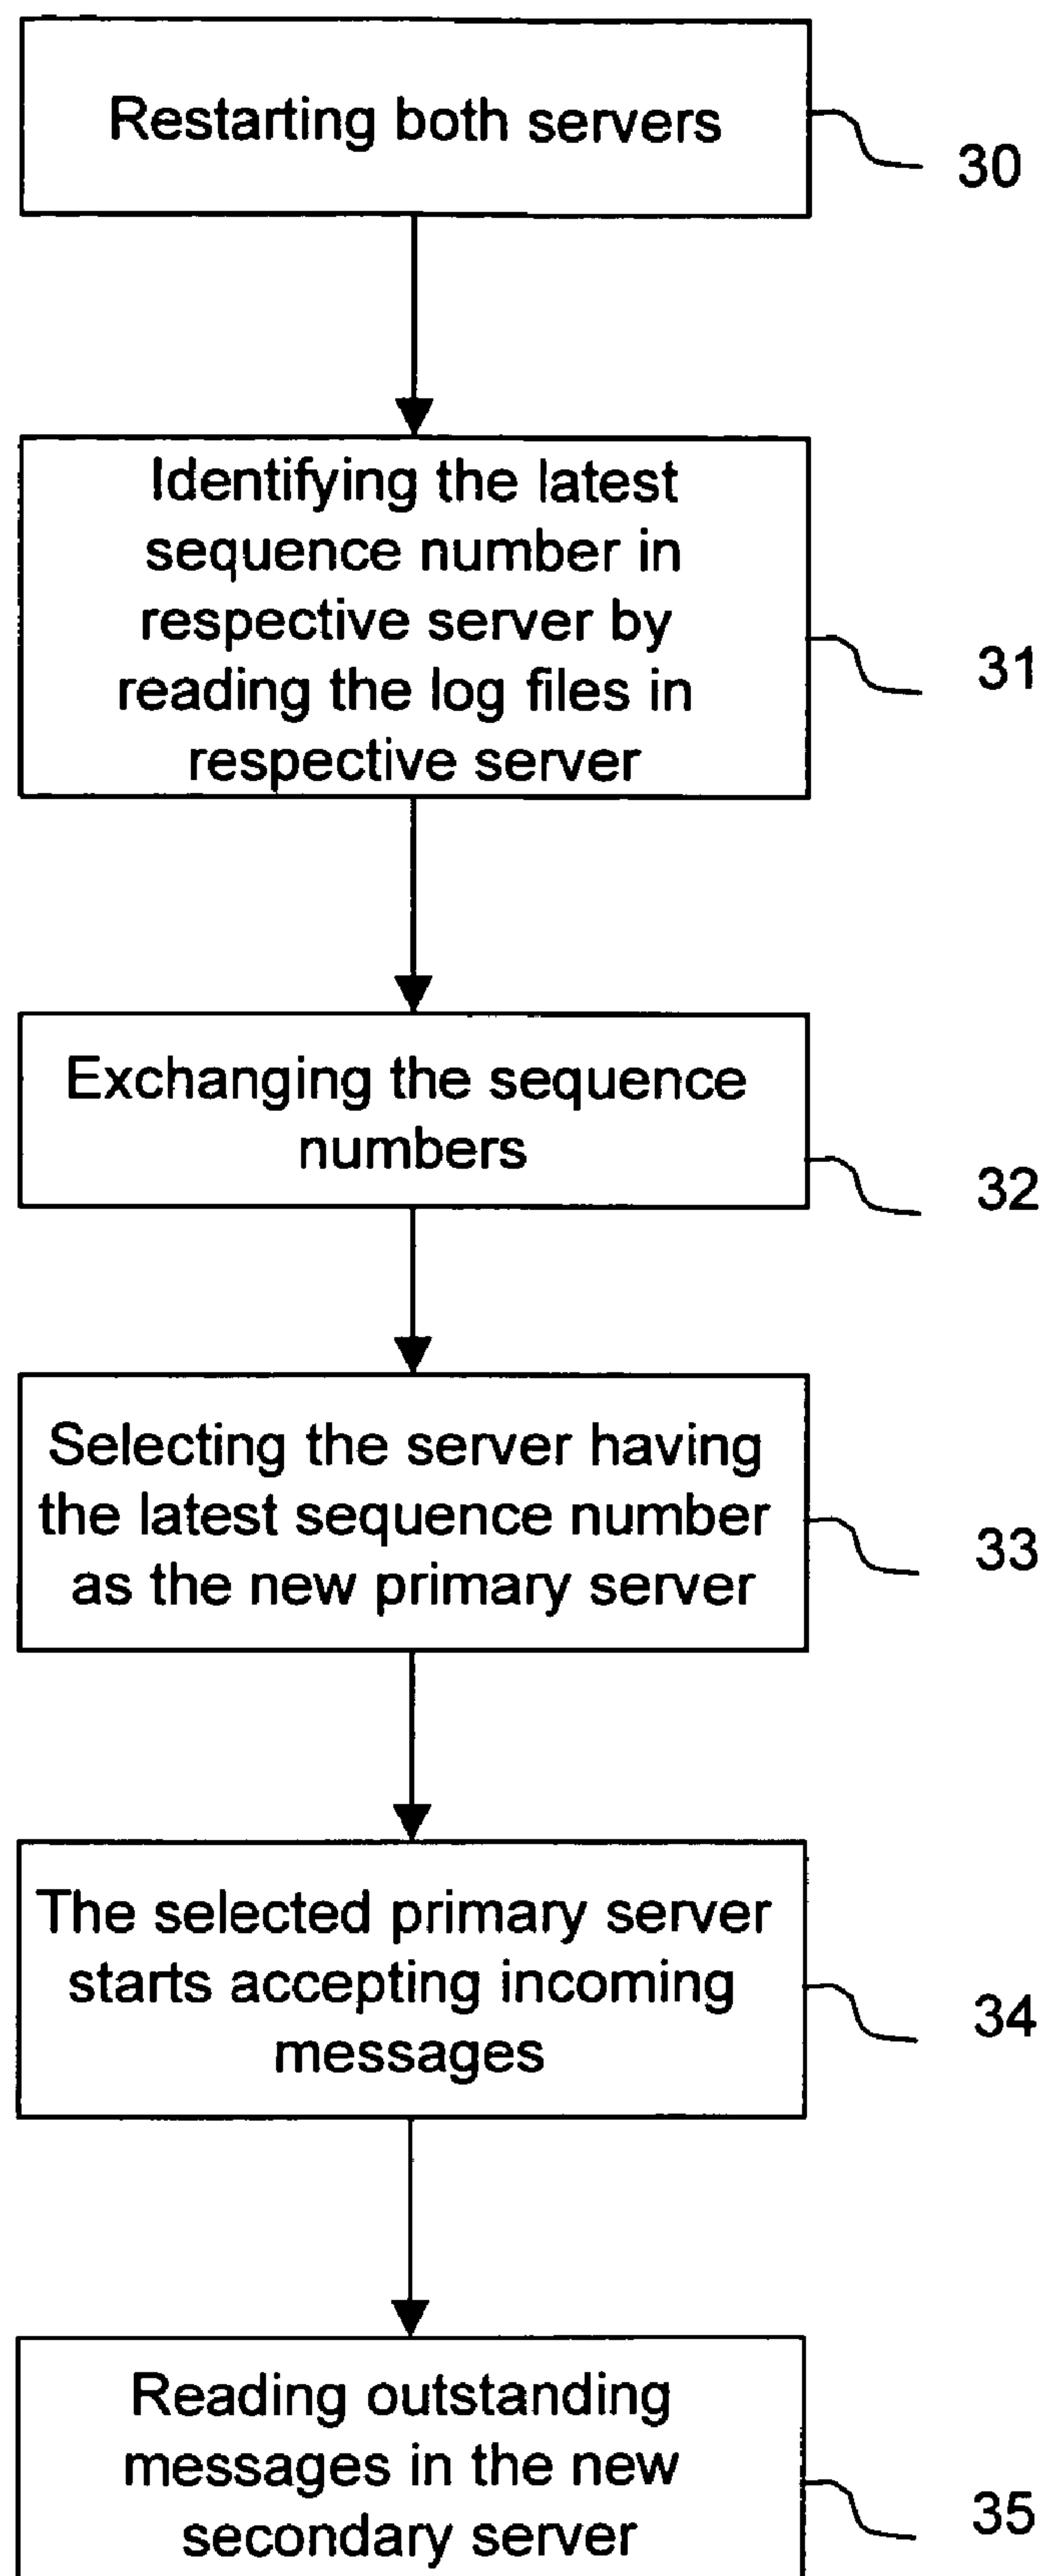 Restarting both servers
30
Identifying the latest
sequence number in
respective server by
reading the log files in
respective server
31
Exchanging the sequence
numbers
32
Selecting the server having
the latest sequence number
as the new primary server
33
The selected primary server
starts accepting incoming
messages
34
Reading outstanding
messages in the new
secondary server
35